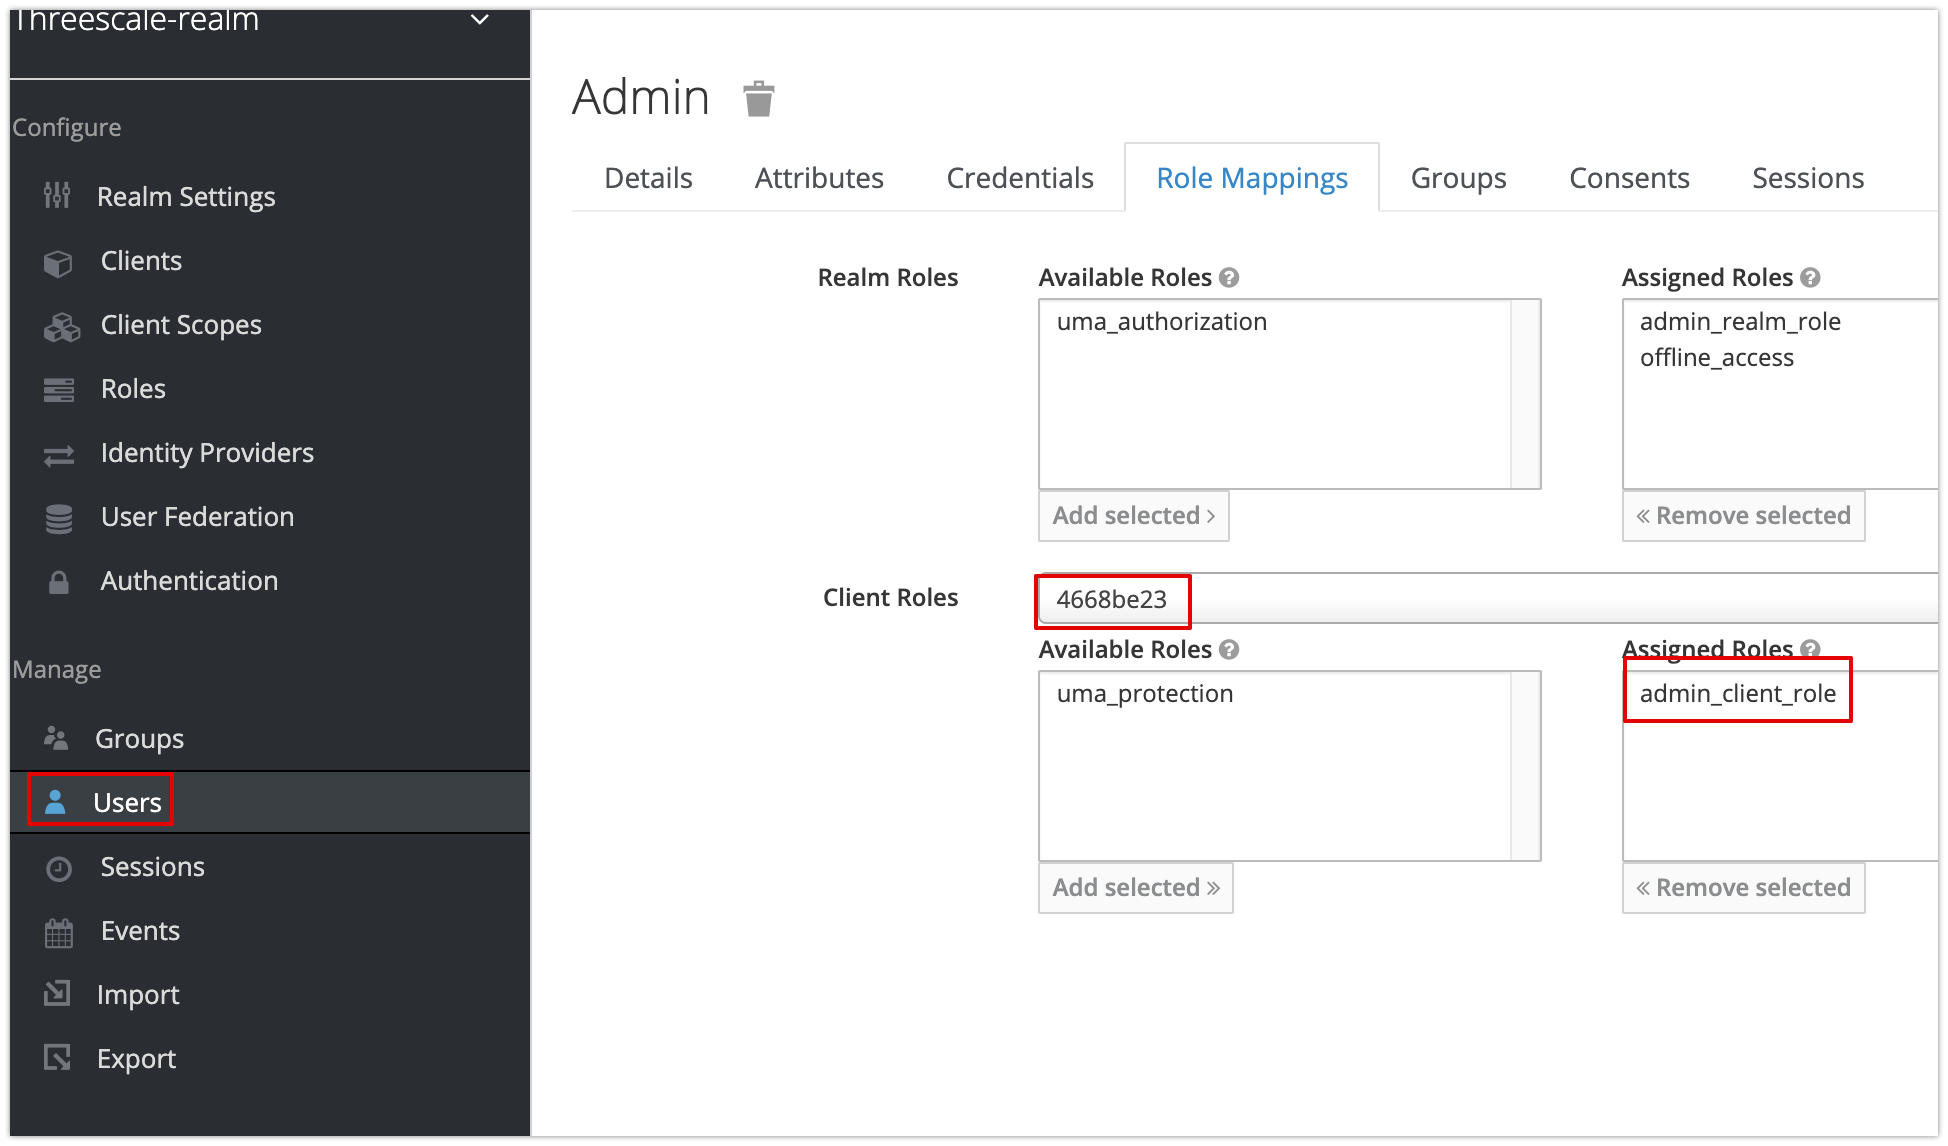 Threescale-realm
Configure
Realm Settings
Clients
Client Scopes
Roles
Identity Providers
User Federation
Authentication
Manage
Groups
Users
Sessions
Events
Import
Export
Admin
Details Attributes Credentials Role Mappings Groups Consents Sessions
Realm Roles Available Roles Assigned Roles
uma_authorization admin_realm_role
offline_access
Add selected > « Remove selected
Client Roles 4668be23
Available Roles Assigned Roles
uma_protection admin_client_role
Add selected » « Remove selected